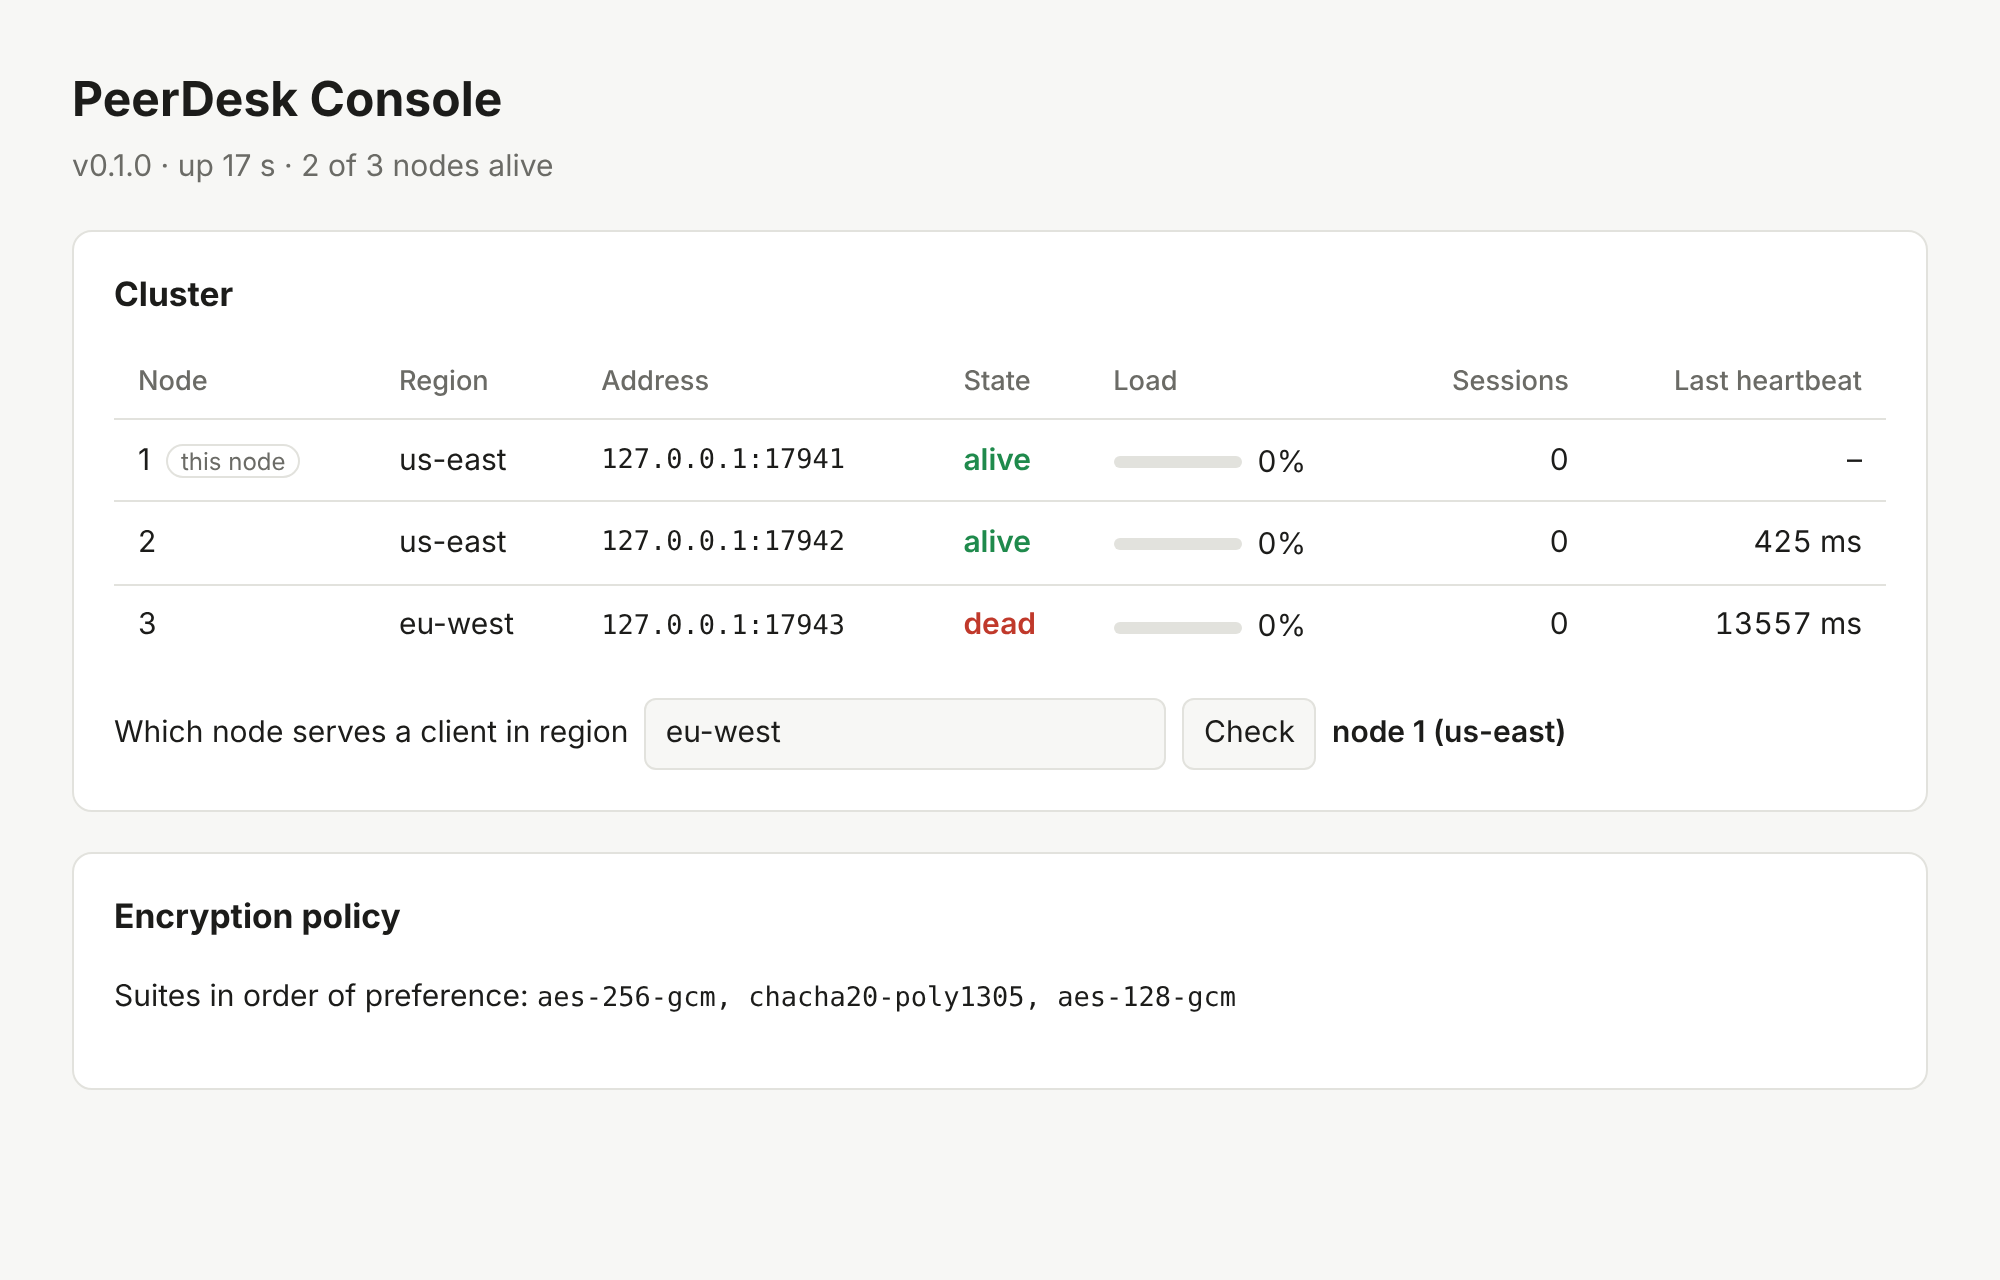 PeerDesk Console
v0.1.0 · up 17 s · 2 of 3 nodes alive
Cluster
Node Region Address State Load Sessions Last heartbeat
1 this node us-east 127.0.0.1:17941 alive 0% 0 –
2 us-east 127.0.0.1:17942 alive 0% 0 425 ms
3 eu-west 127.0.0.1:17943 dead 0% 0 13557 ms
Which node serves a client in region eu-west Check node 1 (us-east)
Encryption policy
Suites in order of preference: aes-256-gcm, chacha20-poly1305, aes-128-gcm